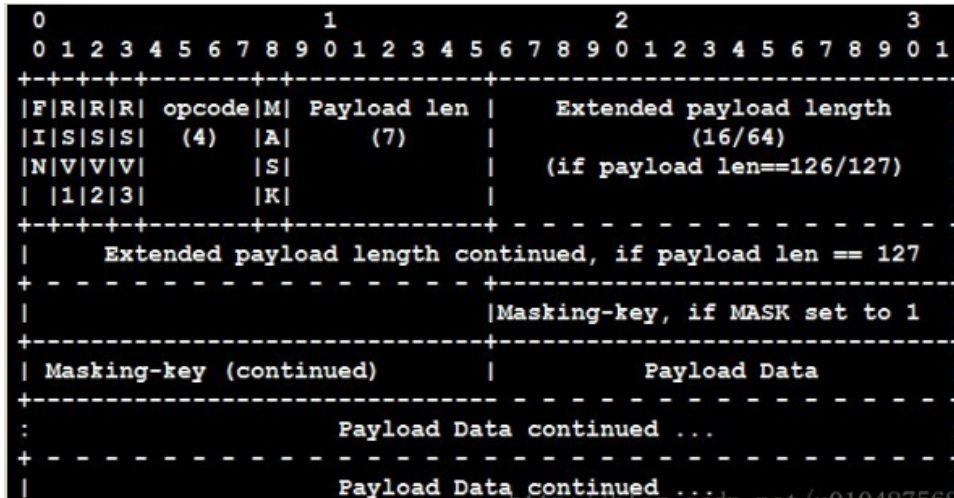 0                   1                   2                   3
0 1 2 3 4 5 6 7 8 9 0 1 2 3 4 5 6 7 8 9 0 1 2 3 4 5 6 7 8 9 0 1
+-+-+-+-+-------+-+-------------+-------------------------------
|F|R|R|R| opcode|M| Payload len |    Extended payload length
|I|S|S|S|  (4)  |A|     (7)     |             (16/64)
|N|V|V|V|       |S|             |   (if payload len==126/127)
| |1|2|3|       |K|             |
+-+-+-+-+-------+-+-------------+ - - - - - - - - - - - - - - -
|     Extended payload length continued, if payload len == 127
+ - - - - - - - - - - - - - - - +-------------------------------
|                               |Masking-key, if MASK set to 1
+-------------------------------+-------------------------------
| Masking-key (continued)       |          Payload Data
+-------------------------------- - - - - - - - - - - - - - - -
:                     Payload Data continued ...
+ - - - - - - - - - - - - - - - - - - - - - - - - - - - - - - -
|                     Payload Data continued ...